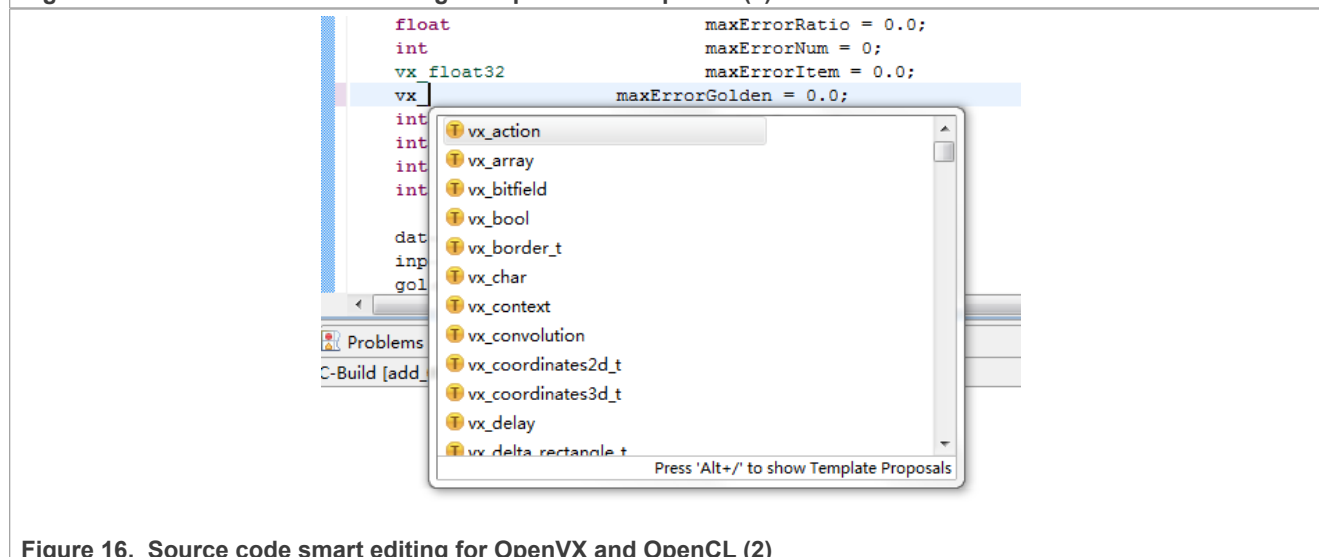 float maxErrorRatio = 0.0;
int maxErrorNum = 0;
vx_float32 maxErrorItem = 0.0;
vx_ maxErrorGolden = 0.0;
int
int
int
int
dat
inp
gol
T vx_action
T vx_array
T vx_bitfield
T vx_bool
T vx_border_t
T vx_char
T vx_context
T vx_convolution
T vx_coordinates2d_t
T vx_coordinates3d_t
T vx_delay
T vx_delta_rectangle_t
Press 'Alt+/' to show Template Proposals
Problems
C-Build [add_
Figure 16. Source code smart editing for OpenVX and OpenCL (2)